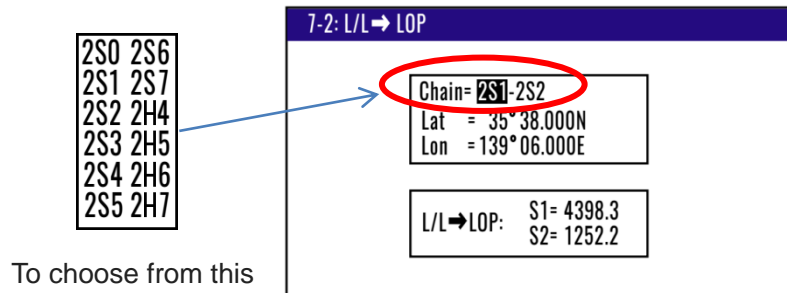 7-2: L/L➡ LOP
2S0 2S6
2S1 2S7
2S2 2H4
2S3 2H5
2S4 2H6
2S5 2H7
To choose from this
Chain= 2S1-2S2
Lat = 35°38.000N
Lon =139°06.000E
L/L➡LOP: S1= 4398.3
S2= 1252.2